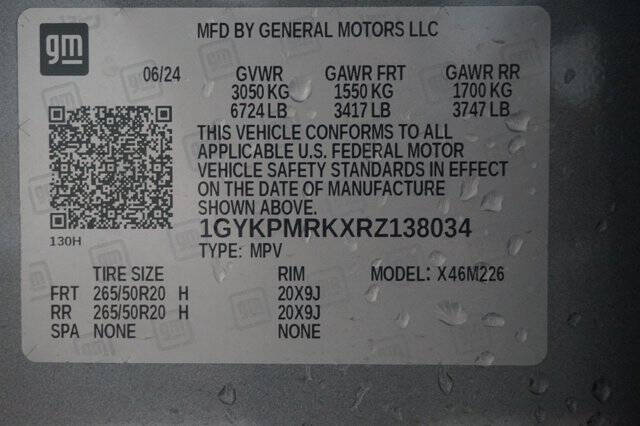 gm
MFD BY GENERAL MOTORS LLC
06/24 GVWR GAWR FRT GAWR RR
3050 KG 1550 KG 1700 KG
6724 LB 3417 LB 3747 LB
THIS VEHICLE CONFORMS TO ALL
APPLICABLE U.S. FEDERAL MOTOR
VEHICLE SAFETY STANDARDS IN EFFECT
ON THE DATE OF MANUFACTURE
SHOWN ABOVE.
1GYKPMRKXRZ138034
130H
TYPE: MPV
TIRE SIZE RIM MODEL: X46M226
FRT 265/50R20 H 20X9J
RR 265/50R20 H 20X9J
SPA NONE NONE